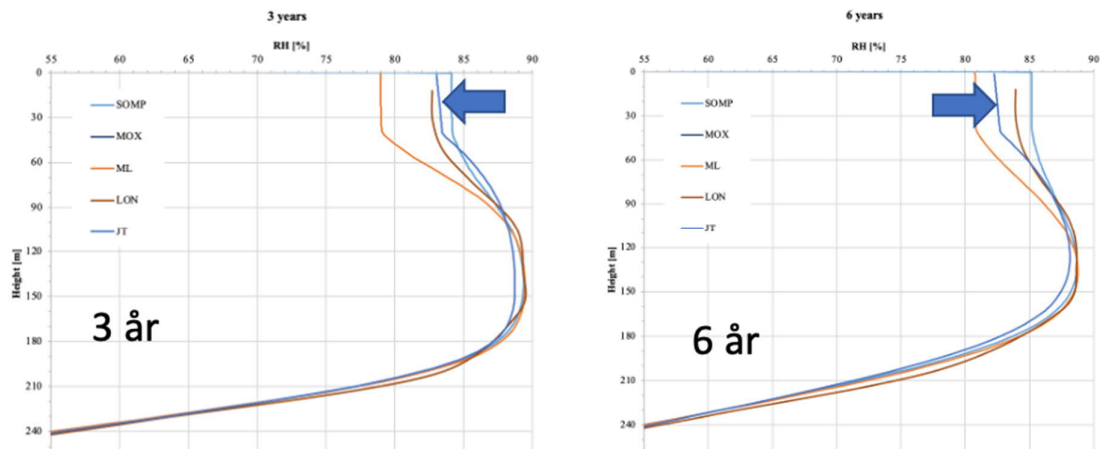 3 years
RH [%]
55 60 65 70 75 80 85 90
0
30
60
90
120
150
180
210
240
Height [m]
SOMP
MOX
ML
LON
JT
3 år
6 years
RH [%]
55 60 65 70 75 80 85 90
0
30
60
90
120
150
180
210
240
Height [m]
SOMP
MOX
ML
LON
JT
6 år